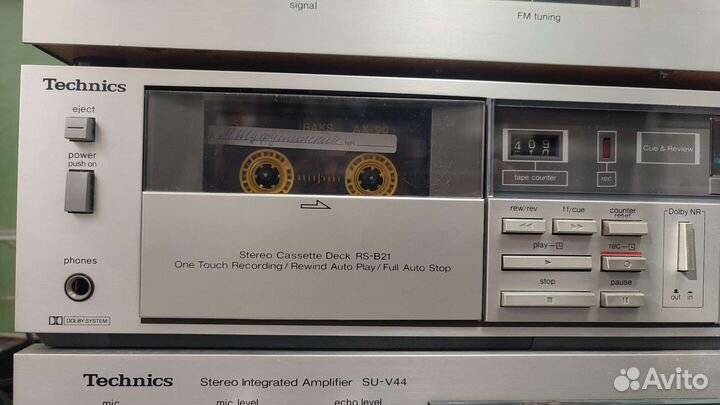 signal
FM tuning
Technics
eject
power
push on
phones
DOLBY SYSTEM
RAKS AX 90
A
NR
Stereo Cassette Deck RS-B21
One Touch Recording/Rewind Auto Play/Full Auto Stop
tape counter
rec
Cue & Review
rew/rev
ff/cue
counter reset
Dolby NR
play
rec
stop
pause
out in
Technics Stereo Integrated Amplifier SU-V44
mic
mic level
echo level
Avito